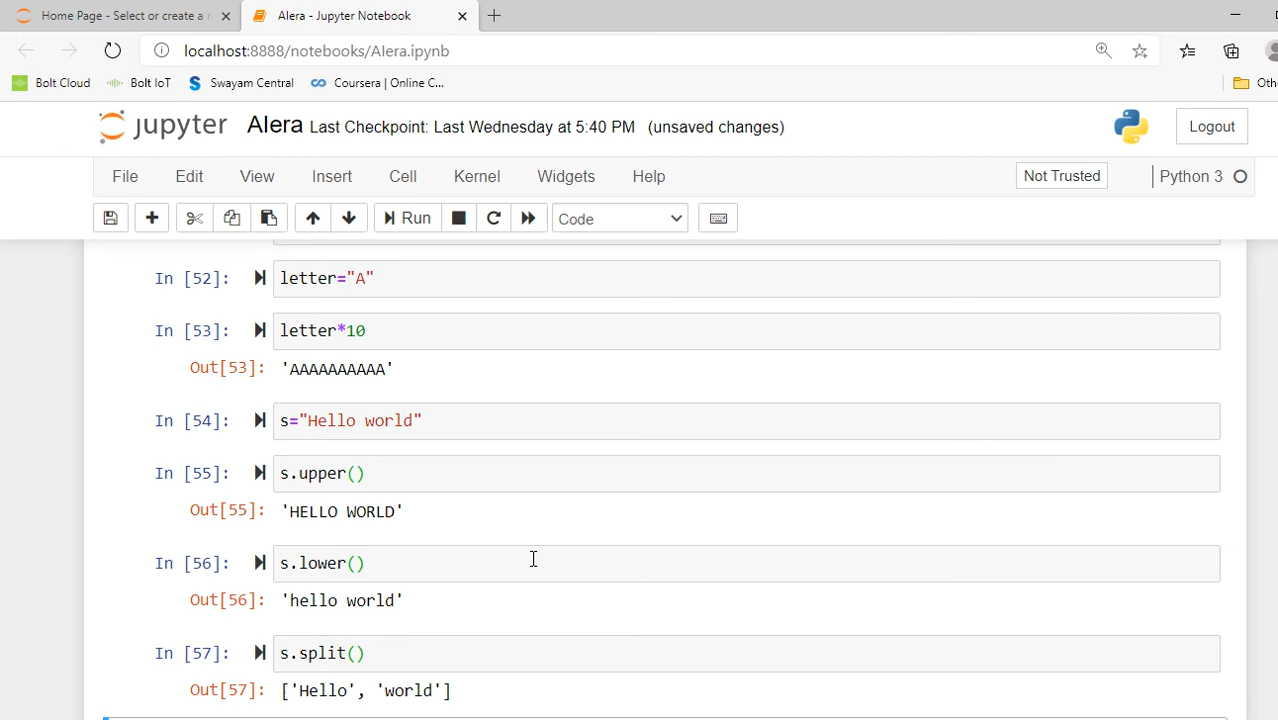 Home Page - Select or create a n
AIera - Jupyter Notebook
localhost:8888/notebooks/AIera.ipynb
Bolt Cloud
Bolt IoT
Swayam Central
Coursera | Online C...
Oth
jupyter AIera Last Checkpoint: Last Wednesday at 5:40 PM (unsaved changes)
Logout
File Edit View Insert Cell Kernel Widgets Help
Not Trusted
Python 3
Run
Code
In [52]: letter="A"
In [53]: letter*10
Out[53]: 'AAAAAAAAAA'
In [54]: s="Hello world"
In [55]: s.upper()
Out[55]: 'HELLO WORLD'
In [56]: s.lower()
Out[56]: 'hello world'
In [57]: s.split()
Out[57]: ['Hello', 'world']